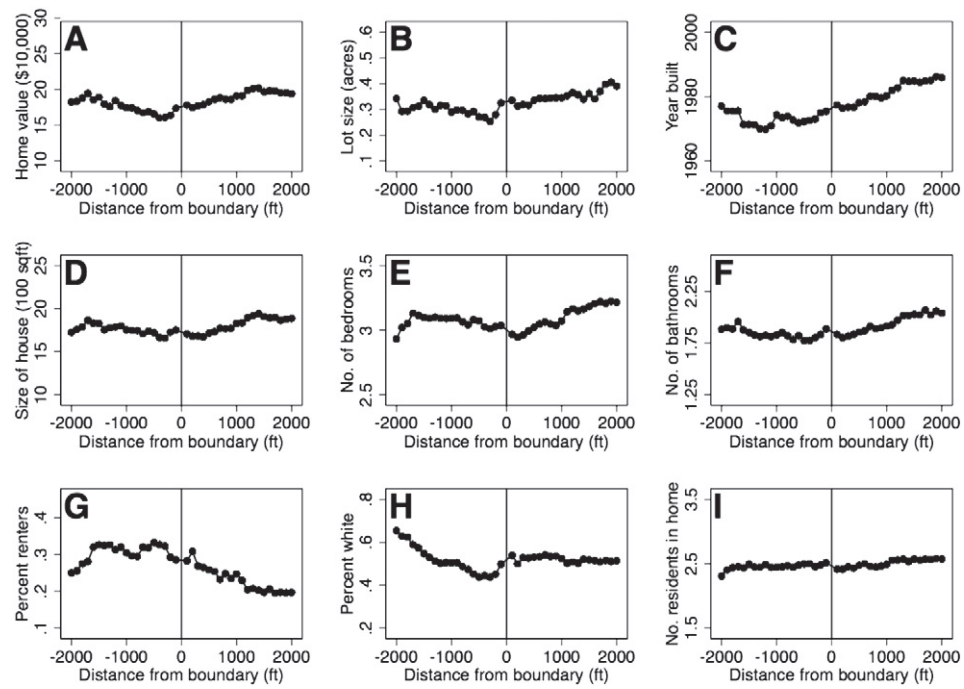 A
Home value ($10,000)
10 15 20 25 30
-2000 -1000 0 1000 2000
Distance from boundary (ft)
B
Lot size (acres)
.1 .2 .3 .4 .5 .6
-2000 -1000 0 1000 2000
Distance from boundary (ft)
C
Year built
1960 1980 2000
-2000 -1000 0 1000 2000
Distance from boundary (ft)
D
Size of house (100 sqft)
10 15 20 25
-2000 -1000 0 1000 2000
Distance from boundary (ft)
E
No. of bedrooms
2.5 3 3.5
-2000 -1000 0 1000 2000
Distance from boundary (ft)
F
No. of bathrooms
1.25 1.75 2.25
-2000 -1000 0 1000 2000
Distance from boundary (ft)
G
Percent renters
.1 .2 .3 .4
-2000 -1000 0 1000 2000
Distance from boundary (ft)
H
Percent white
.2 .4 .6 .8
-2000 -1000 0 1000 2000
Distance from boundary (ft)
I
No. residents in home
1.5 2.5 3.5
-2000 -1000 0 1000 2000
Distance from boundary (ft)